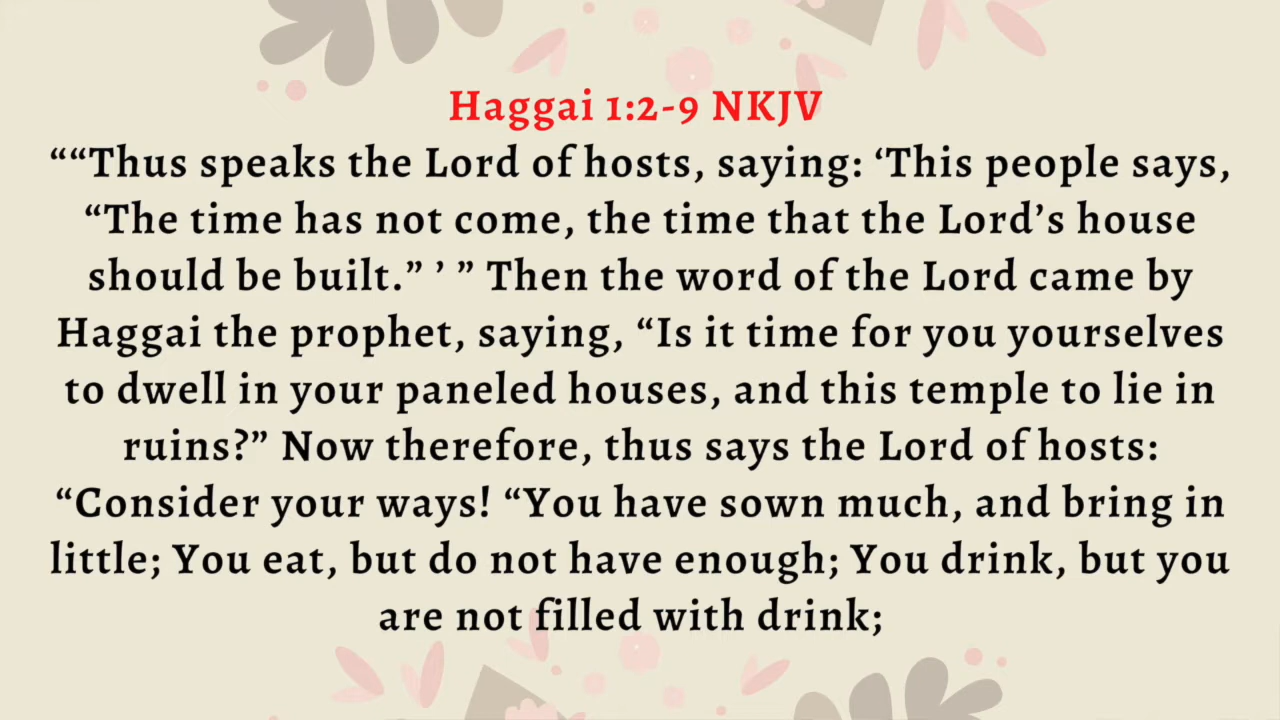 Haggai 1:2-9 NKJV
““Thus speaks the Lord of hosts, saying: ‘This people says,
“The time has not come, the time that the Lord’s house
should be built.” ’ ” Then the word of the Lord came by
Haggai the prophet, saying, “Is it time for you yourselves
to dwell in your paneled houses, and this temple to lie in
ruins?” Now therefore, thus says the Lord of hosts:
“Consider your ways! “You have sown much, and bring in
little; You eat, but do not have enough; You drink, but you
are not filled with drink;